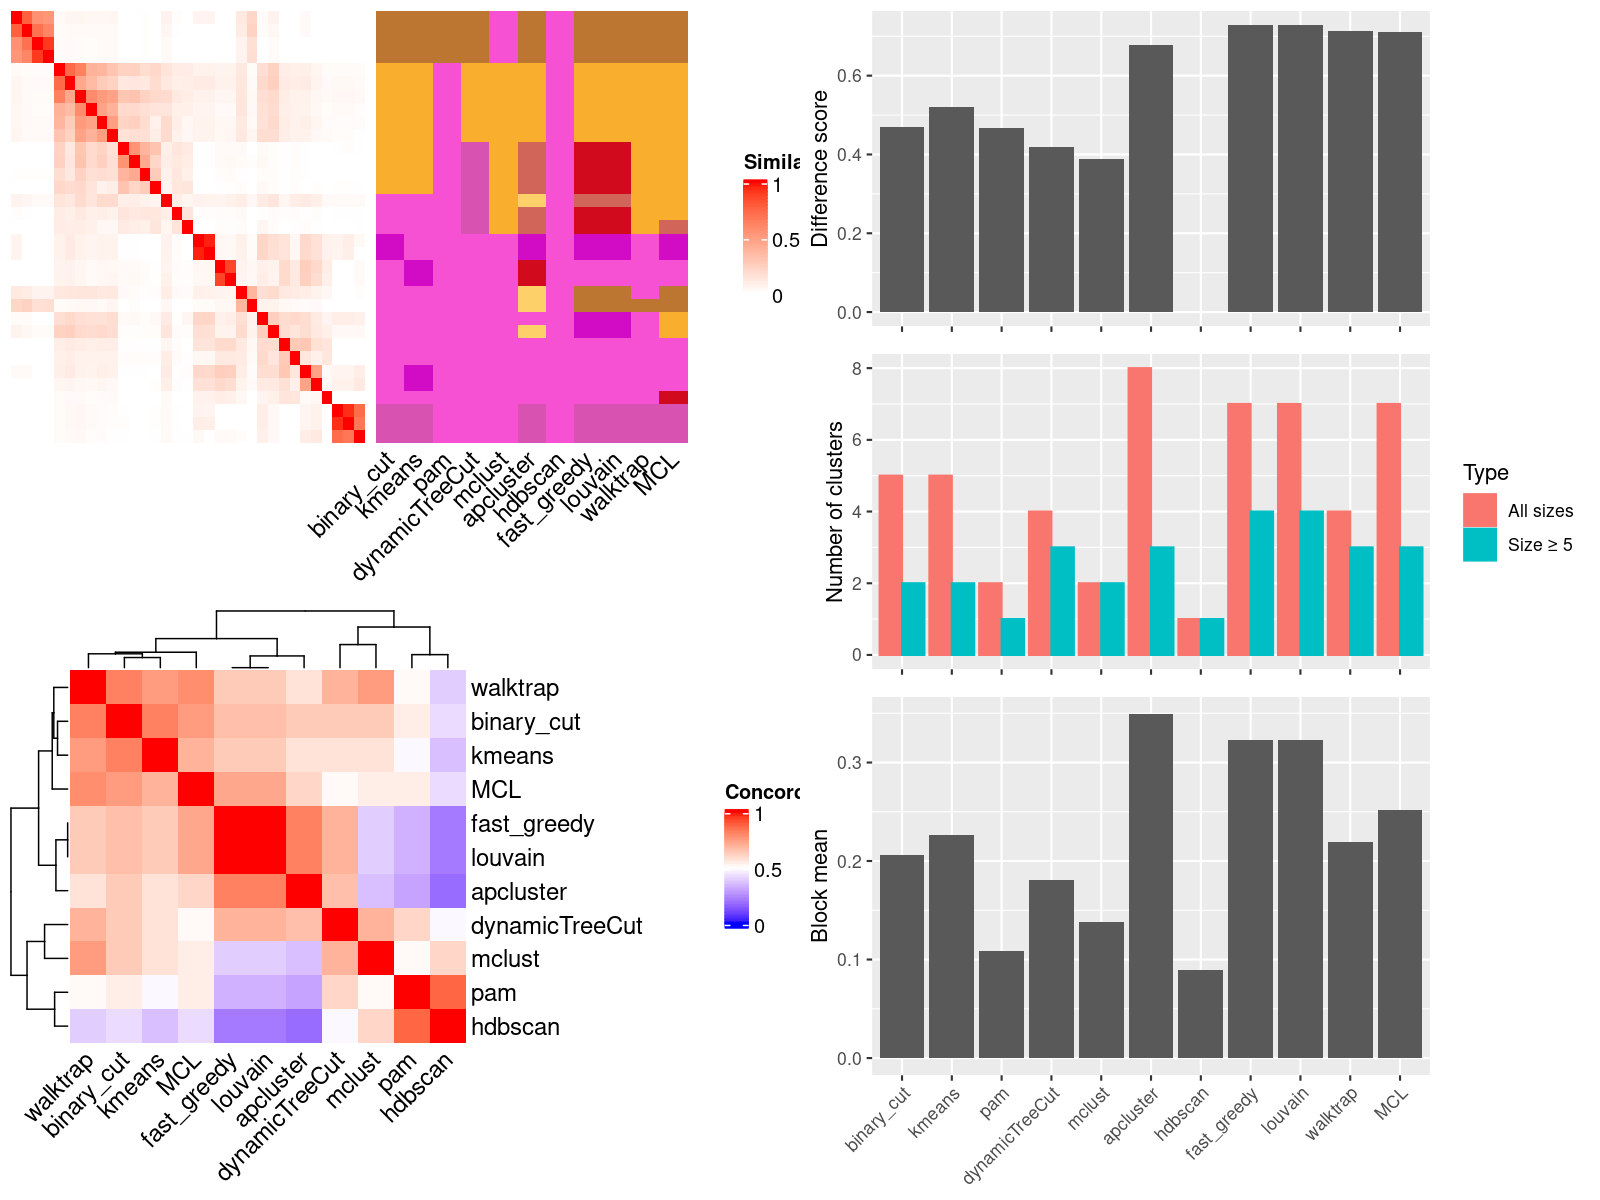 Simila
1
0.5
0
binary_cut
kmeans
pam
dynamicTreeCut
mclust
apcluster
hdbscan
fast_greedy
louvain
walktrap
MCL
walktrap
binary_cut
kmeans
MCL
fast_greedy
louvain
apcluster
dynamicTreeCut
mclust
pam
hdbscan
Concord
1
0.5
0
walktrap
binary_cut
kmeans
MCL
fast_greedy
louvain
apcluster
dynamicTreeCut
mclust
pam
hdbscan
Difference score
0.6
0.4
0.2
0.0
Number of clusters
8
6
4
2
0
Type
All sizes
Size ≥ 5
Block mean
0.3
0.2
0.1
0.0
binary_cut
kmeans
pam
dynamicTreeCut
mclust
apcluster
hdbscan
fast_greedy
louvain
walktrap
MCL